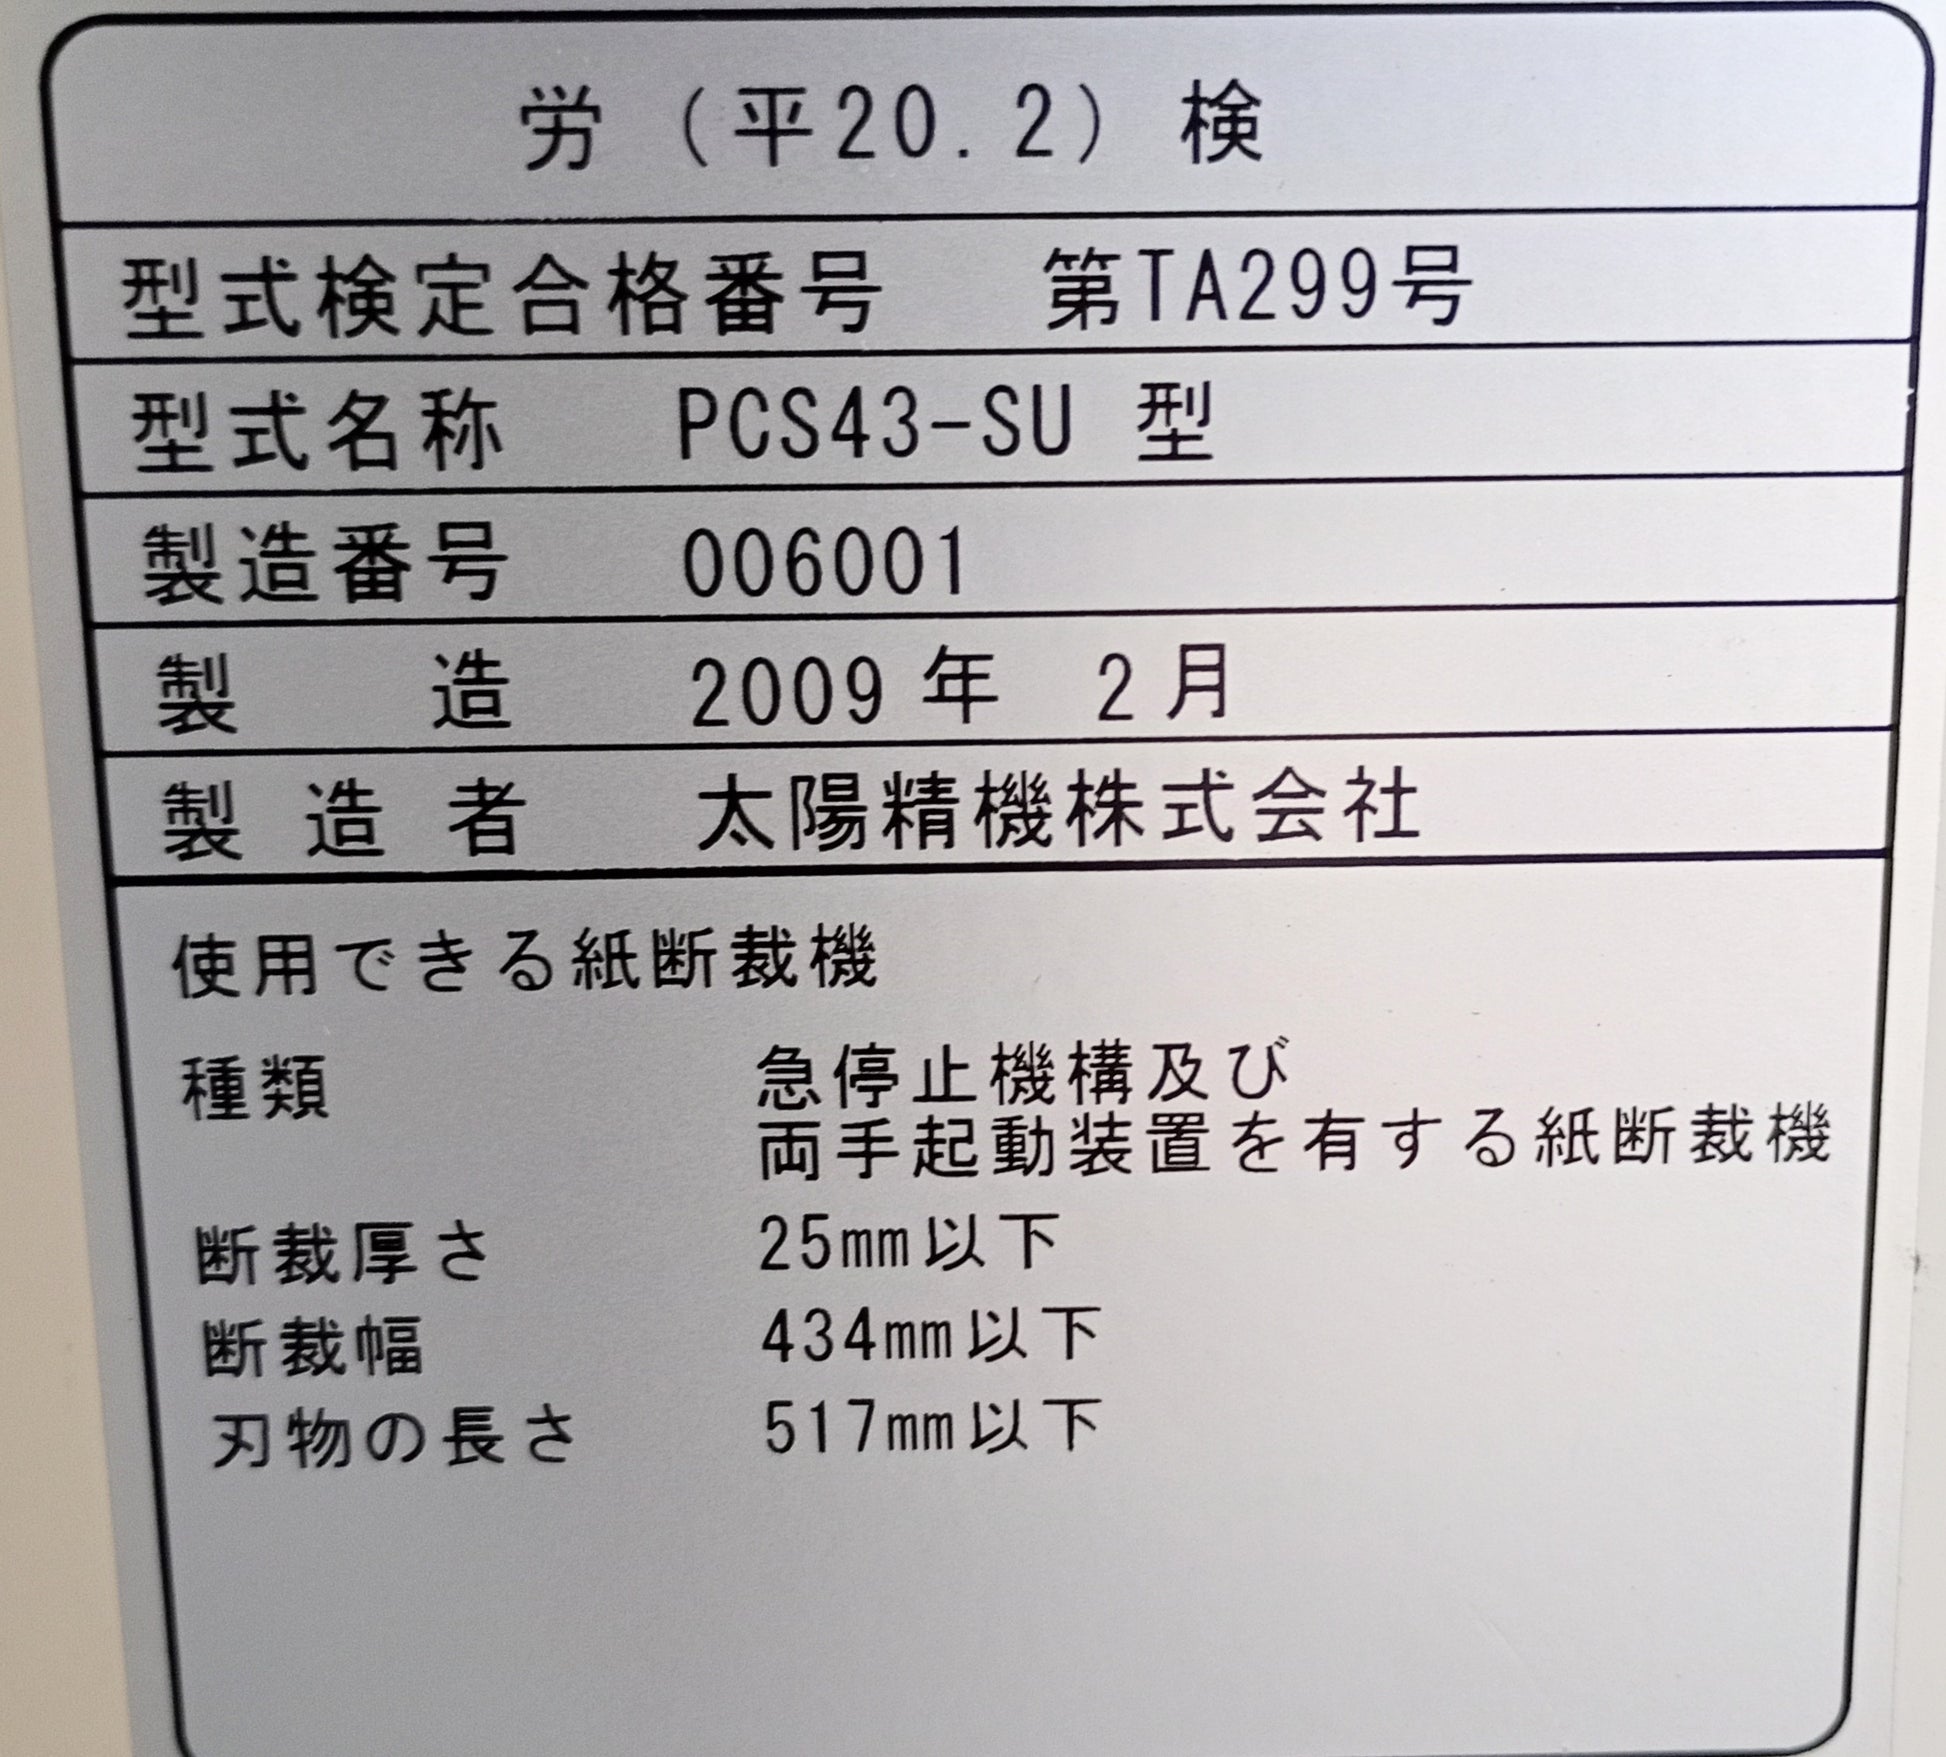 労（平20.2）検
型式検定合格番号 第TA299号
型式名称 PCS43-SU 型
製造番号 006001
製造 2009年 2月
製造者 太陽精機株式会社
使用できる紙断裁機
種類 急停止機構及び
両手起動装置を有する紙断裁機
断裁厚さ 25mm以下
断裁幅 434mm以下
刃物の長さ 517mm以下